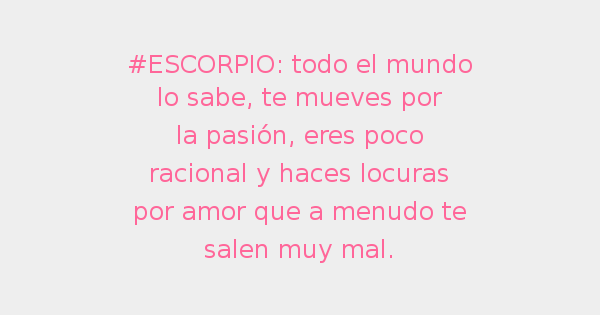 #ESCORPIO: todo el mundo
lo sabe, te mueves por
la pasión, eres poco
racional y haces locuras
por amor que a menudo te
salen muy mal.